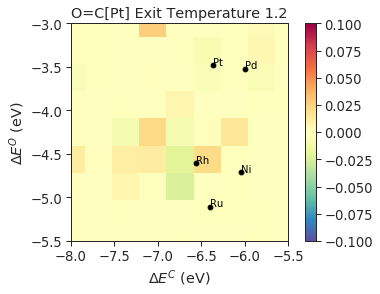 O=C[Pt] Exit Temperature 1.2
−3.0
−3.5
−4.0
−4.5
−5.0
−5.5
ΔE^O (eV)
Pt
Pd
Rh
Ni
Ru
−8.0 −7.5 −7.0 −6.5 −6.0 −5.5
ΔE^C (eV)
0.100
0.075
0.050
0.025
0.000
−0.025
−0.050
−0.075
−0.100